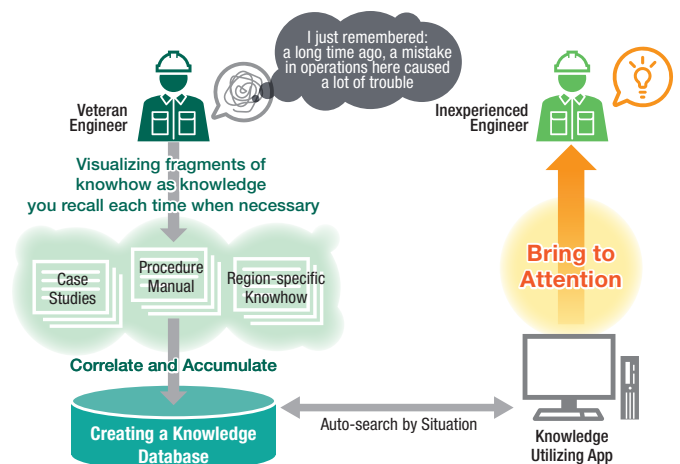 I just remembered:
a long time ago, a mistake
in operations here caused
a lot of trouble
Veteran
Engineer
Inexperienced
Engineer
Visualizing fragments of
knowhow as knowledge
you recall each time when necessary
Case
Studies
Procedure
Manual
Region-specific
Knowhow
Bring to
Attention
Correlate and Accumulate
Creating a Knowledge
Database
Auto-search by Situation
Knowledge
Utilizing App